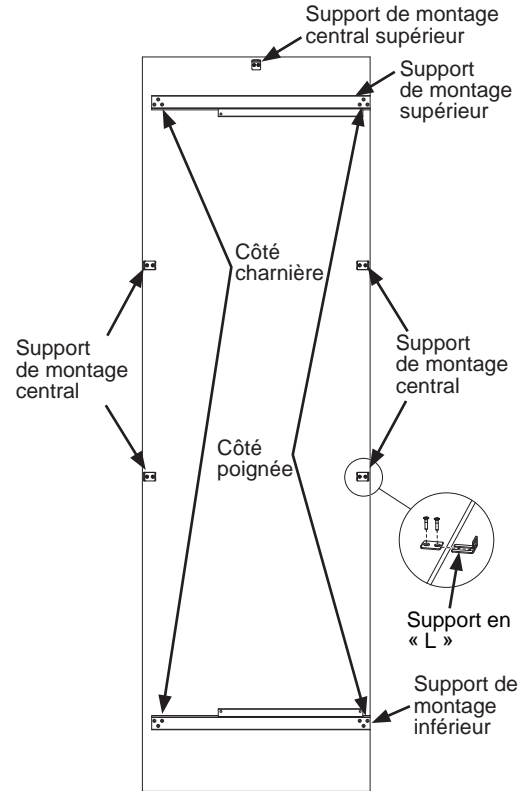 Support de montage
central supérieur
Support
de montage
supérieur
Côté
charnière
Support
de montage
central
Support
de montage
central
Côté
poignée
Support en
« L »
Support de
montage
inférieur